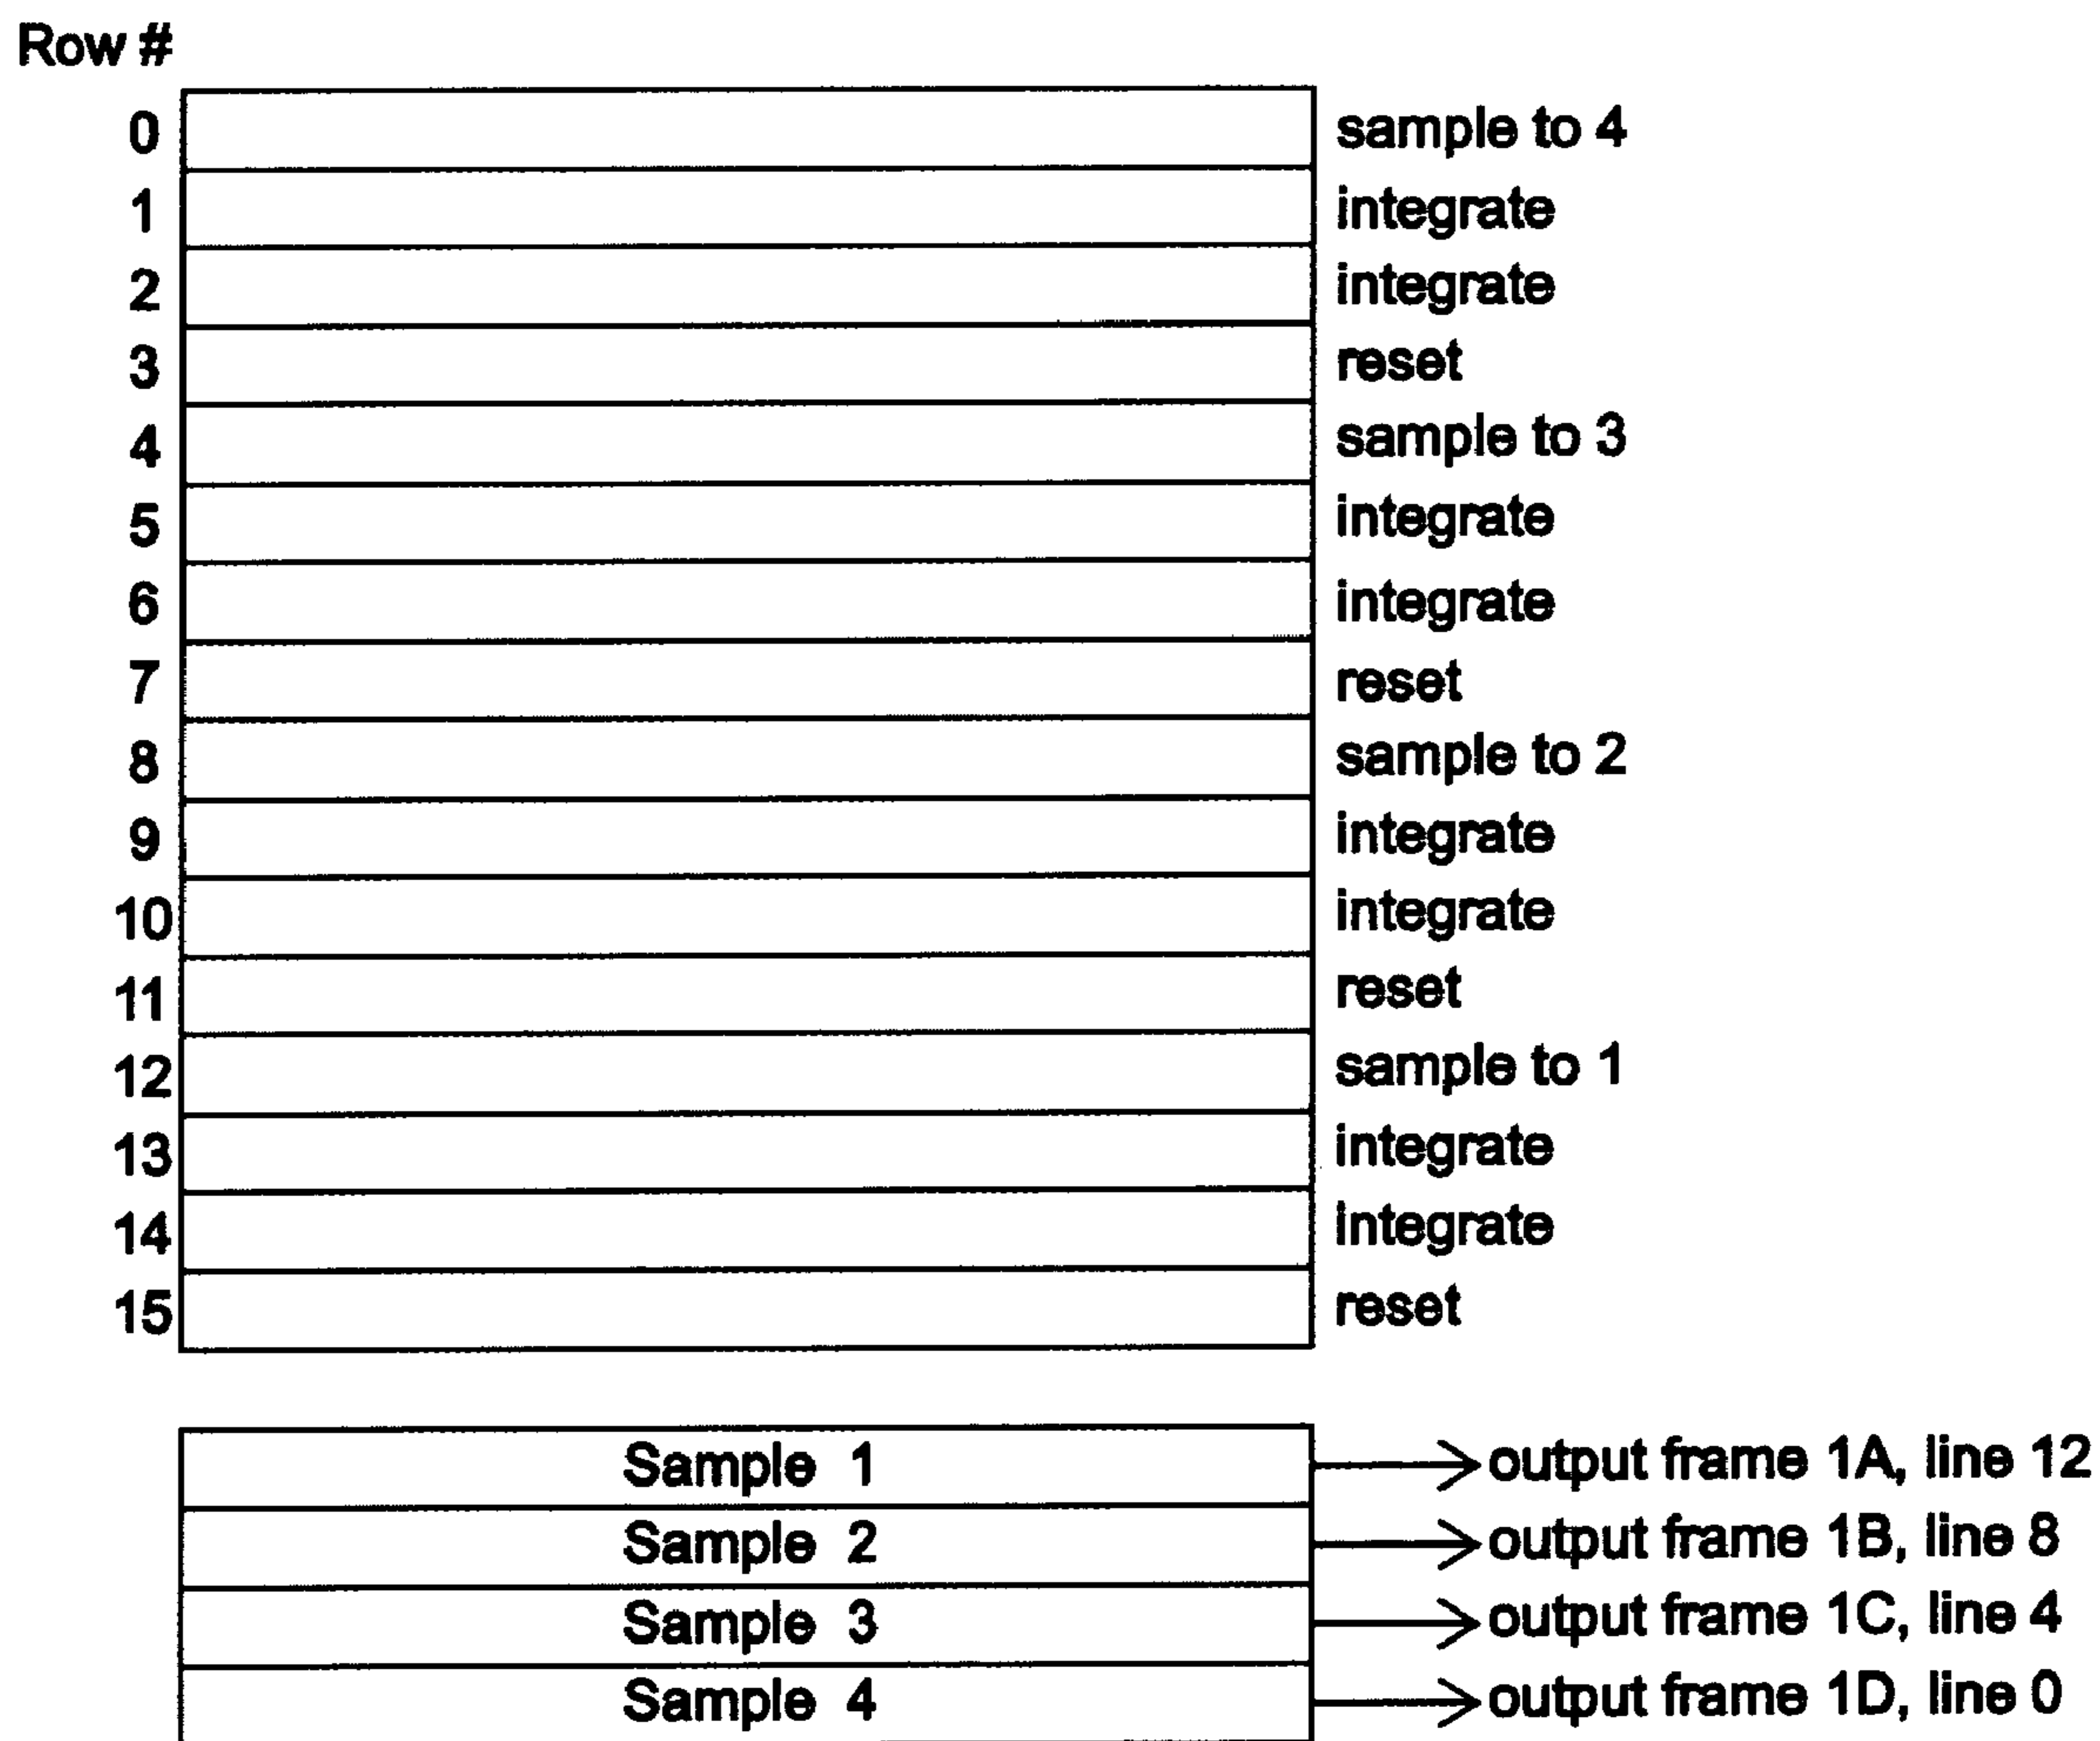 Row #
0 sample to 4
1 integrate
2 integrate
3 reset
4 sample to 3
5 integrate
6 integrate
7 reset
8 sample to 2
9 integrate
10 integrate
11 reset
12 sample to 1
13 integrate
14 integrate
15 reset
Sample 1 output frame 1A, line 12
Sample 2 output frame 1B, line 8
Sample 3 output frame 1C, line 4
Sample 4 output frame 1D, line 0